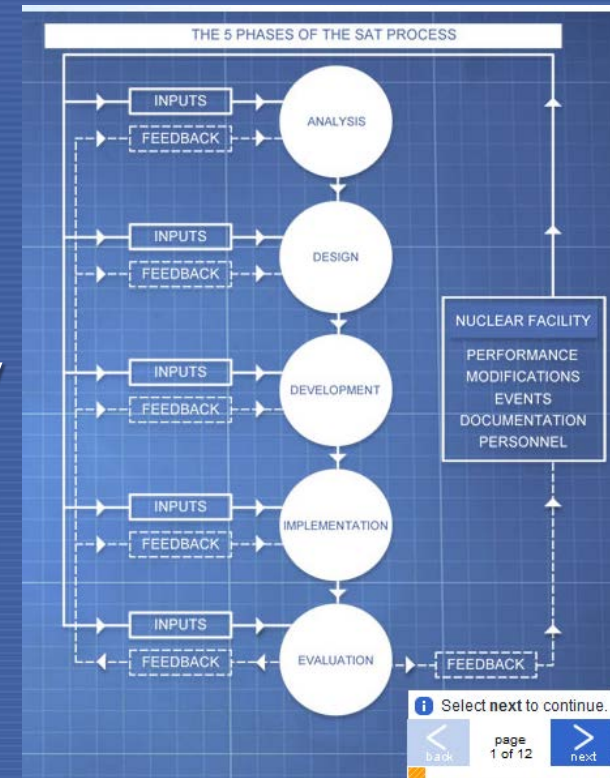 THE 5 PHASES OF THE SAT PROCESS
INPUTS
FEEDBACK
ANALYSIS
INPUTS
FEEDBACK
DESIGN
INPUTS
FEEDBACK
DEVELOPMENT
INPUTS
FEEDBACK
IMPLEMENTATION
INPUTS
FEEDBACK
EVALUATION
FEEDBACK
NUCLEAR FACILITY
PERFORMANCE
MODIFICATIONS
EVENTS
DOCUMENTATION
PERSONNEL
Select next to continue.
back
page
1 of 12
next